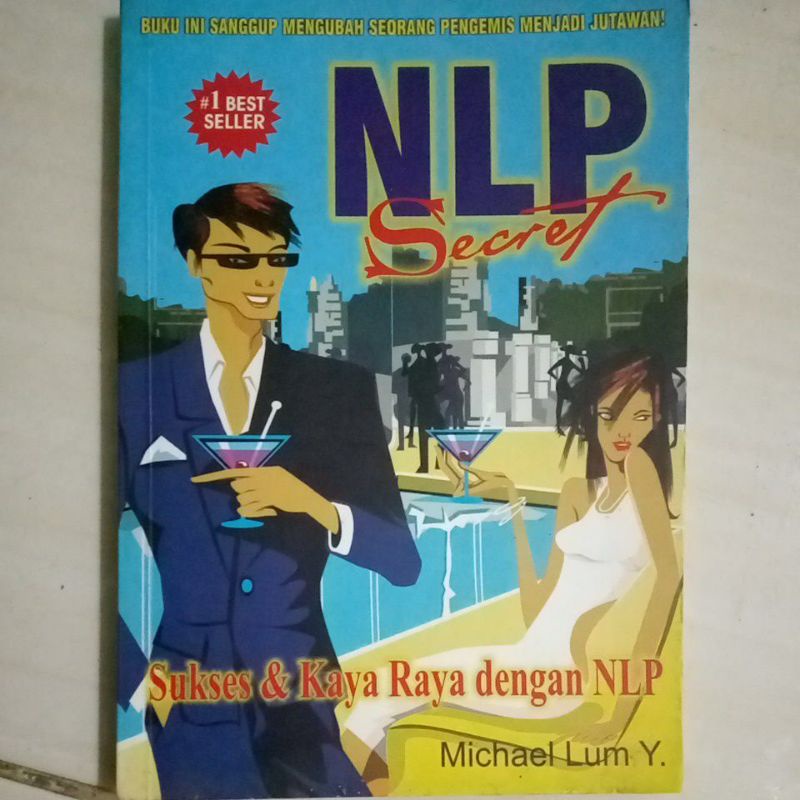 BUKU INI SANGGUP MENGUBAH SEORANG PENGEMIS MENJADI JUTAWAN!
#1 BEST
SELLER
NLP
Secret
Sukses & Kaya Raya dengan NLP
Michael Lum Y.